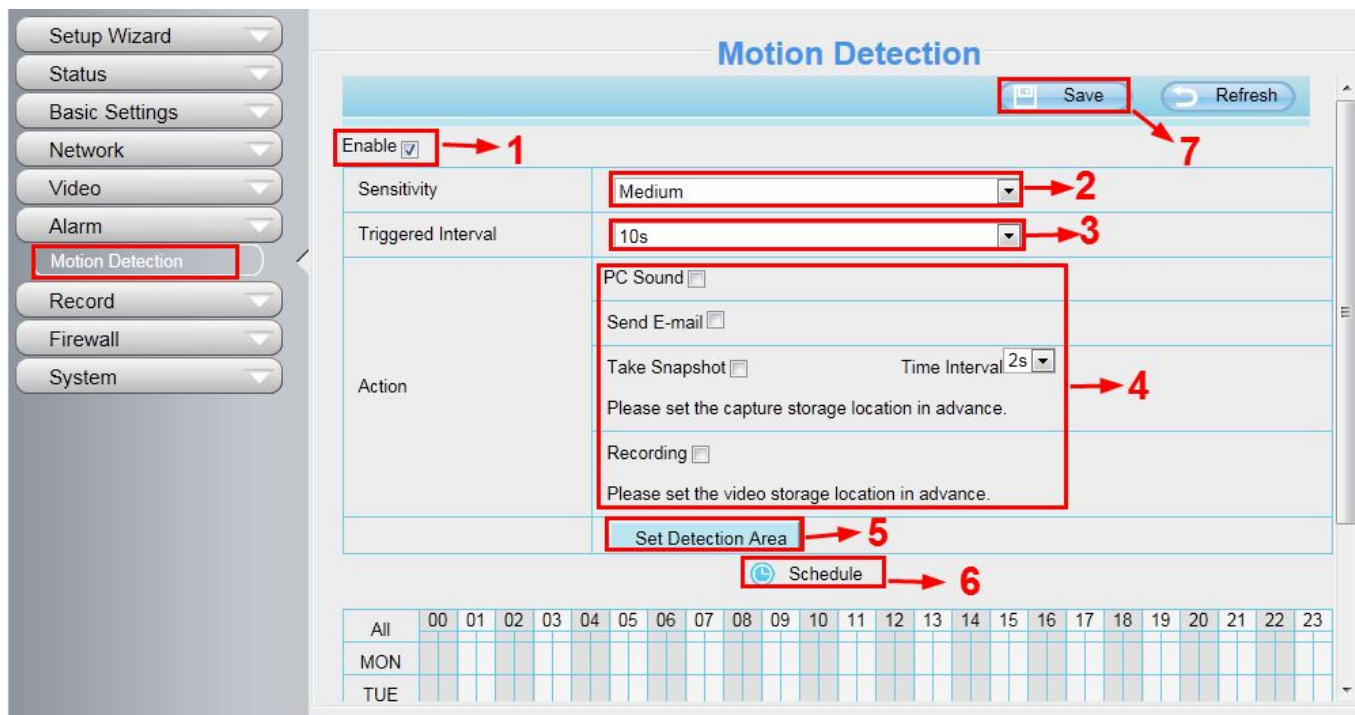 Setup Wizard
Status
Basic Settings
Network
Video
Alarm
Motion Detection
Record
Firewall
System
Motion Detection
Save
Refresh
7
Enable
1
Sensitivity
Medium
2
Triggered Interval
10s
3
Action
PC Sound
Send E-mail
Take Snapshot Time Interval 2s
Please set the capture storage location in advance.
4
Recording
Please set the video storage location in advance.
Set Detection Area
5
Schedule
6
All 00 01 02 03 04 05 06 07 08 09 10 11 12 13 14 15 16 17 18 19 20 21 22 23
MON
TUE